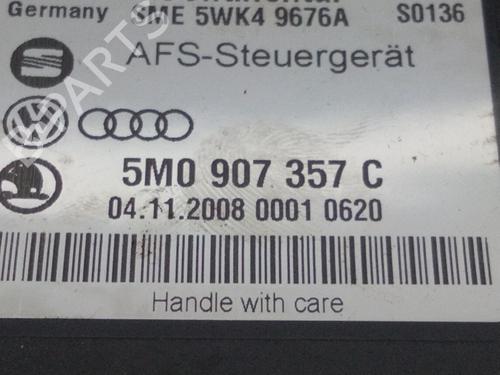 Germany SME 5WK4 9676A S0136
AFS-Steuergerät
5M0 907 357 C
04.11.2008 0001 0620
Handle with care